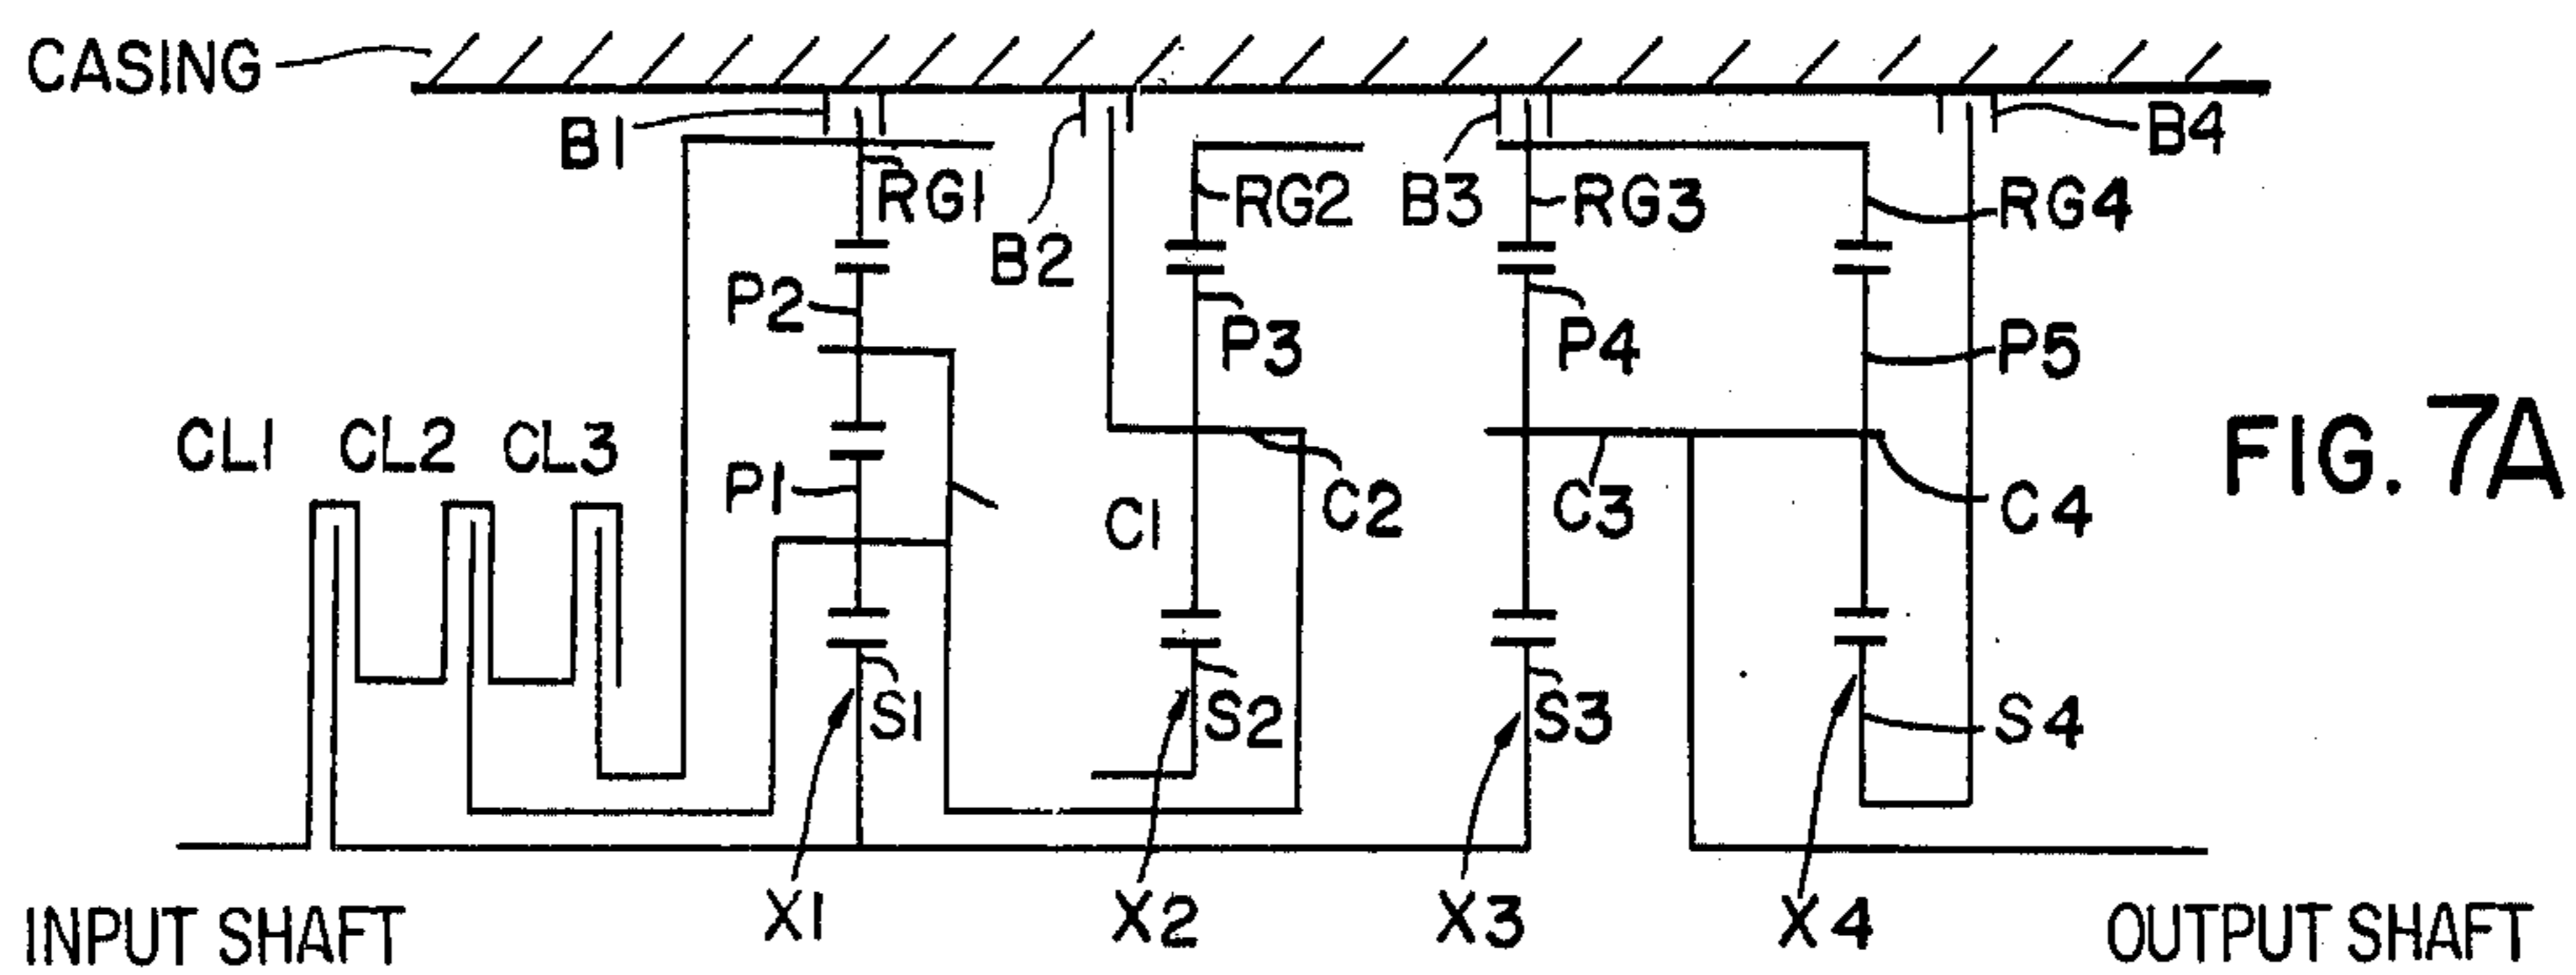 CASING
B1
B4
RG1
RG2
B3
RG3
RG4
B2
P2
P3
P4
P5
CL1 CL2 CL3
P1
C1
C2
C3
C4
FIG. 7A
S1
S2
S3
S4
X1
X2
X3
X4
INPUT SHAFT
OUTPUT SHAFT